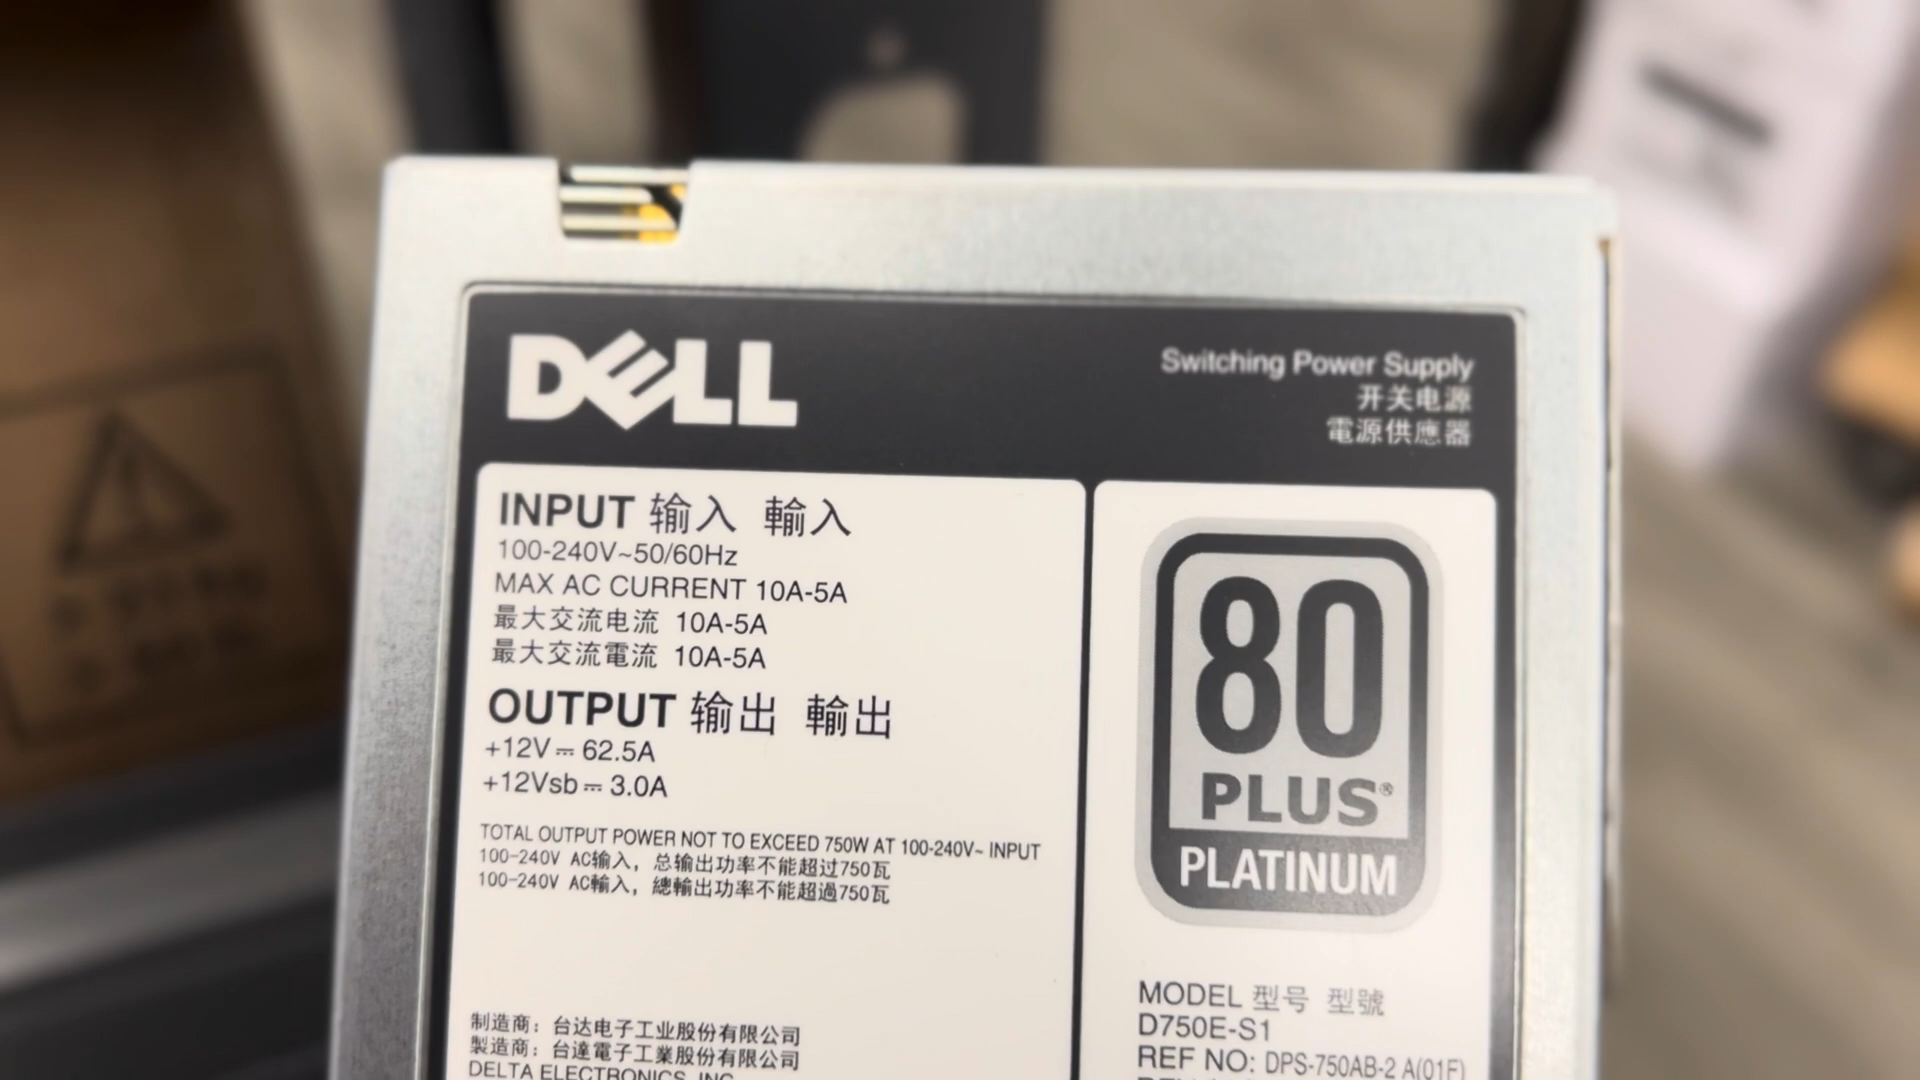 DELL
Switching Power Supply
开关电源
電源供應器
INPUT 输入 輸入
100-240V~50/60Hz
MAX AC CURRENT 10A-5A
最大交流电流 10A-5A
最大交流電流 10A-5A
OUTPUT 输出 輸出
+12V⎓ 62.5A
+12Vsb⎓ 3.0A
TOTAL OUTPUT POWER NOT TO EXCEED 750W AT 100-240V~ INPUT
100-240V AC输入，总输出功率不能超过750瓦
100-240V AC輸入，總輸出功率不能超過750瓦
制造商：台达电子工业股份有限公司
製造商：台達電子工業股份有限公司
DELTA ELECTRONICS, INC.
80
PLUS®
PLATINUM
MODEL 型号 型號
D750E-S1
REF NO: DPS-750AB-2 A(01F)